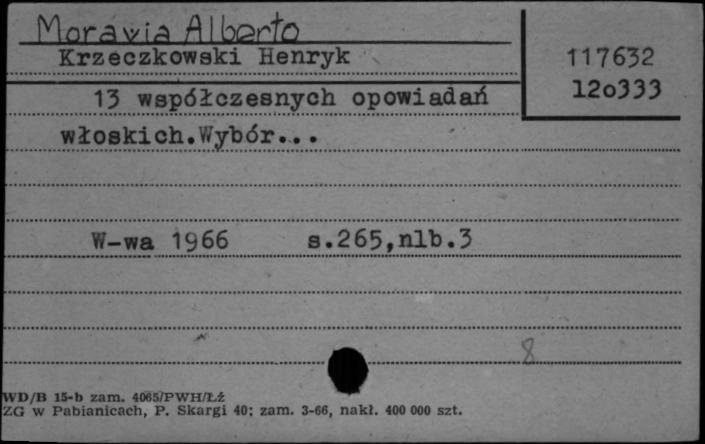 Moravia Alberto
Krzeczkowski Henryk
117632
12o333
13 współczesnych opowiadań
włoskich.Wybór...
W-wa 1966 s.265,nlb.3
8
WD/B 15-b zam. 4065/PWH/Łź
ZG w Pabianicach, P. Skargi 40; zam. 3-66, nakł. 400 000 szt.